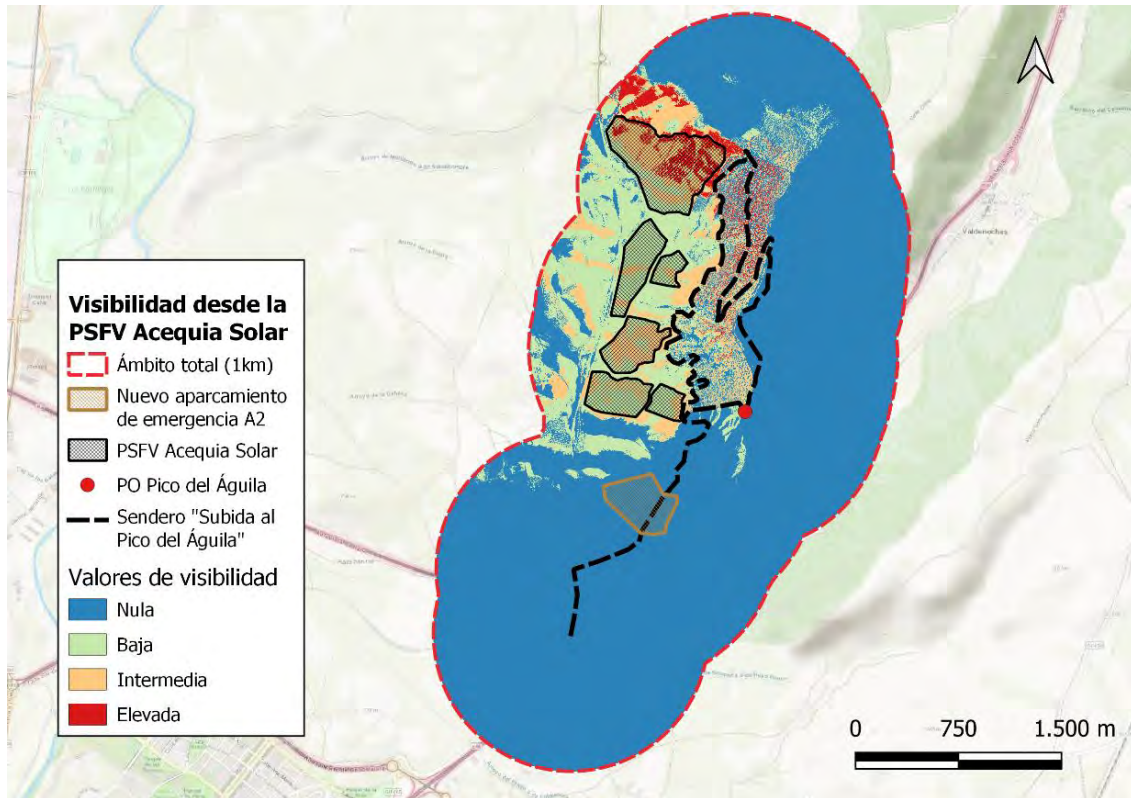 Visibilidad desde la
PSFV Acequia Solar
Ámbito total (1km)
Nuevo aparcamiento
de emergencia A2
PSFV Acequia Solar
PO Pico del Águila
Sendero "Subida al
Pico del Águila"
Valores de visibilidad
Nula
Baja
Intermedia
Elevada
Valdenoches
0 750 1.500 m